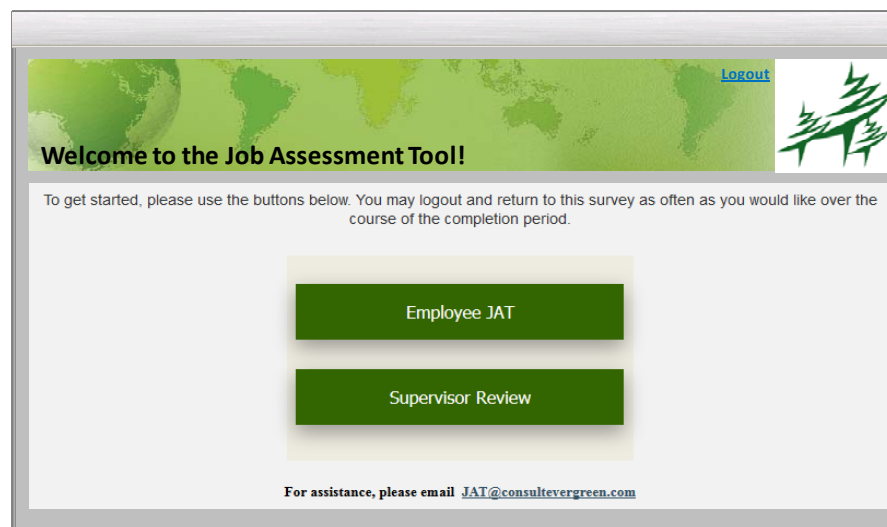 Logout
Welcome to the Job Assessment Tool!
To get started, please use the buttons below. You may logout and return to this survey as often as you would like over the
course of the completion period.
Employee JAT
Supervisor Review
For assistance, please email JAT@consultevergreen.com